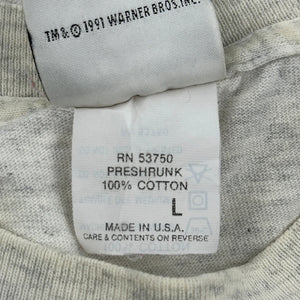 TM & © 1991 WARNER BROS. INC.
RN 53750
PRESHRUNK
100% COTTON
L
MADE IN U.S.A.
CARE & CONTENTS ON REVERSE